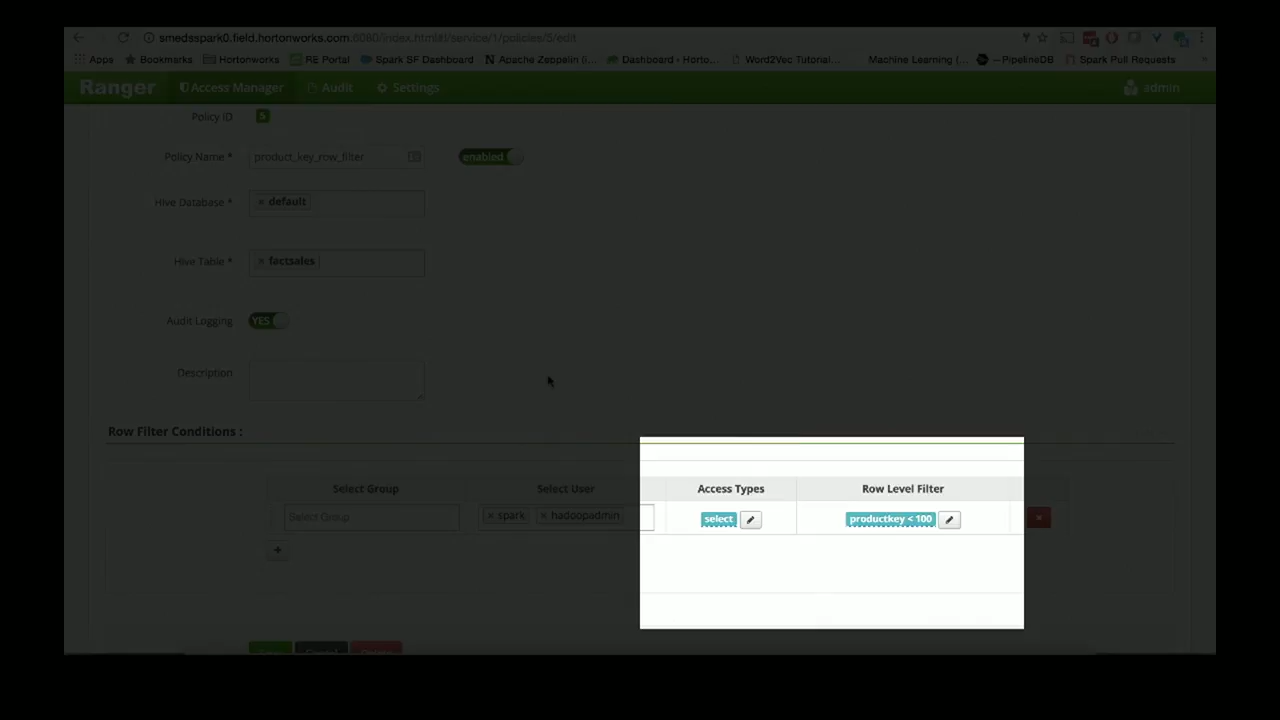 smedsspark0.field.hortonworks.com:6080/index.html#!/service/1/policies/5/edit
Apps Bookmarks Hortonworks RE Portal Spark SF Dashboard Apache Zeppelin (i... Dashboard - Horto... Word2Vec Tutorial... Machine Learning (... —PipelineDB Spark Pull Requests »
Ranger Access Manager Audit Settings admin
Policy ID 5
Policy Name * product_key_row_filter enabled
Hive Database * × default
Hive Table * × factsales
Audit Logging YES
Description
Row Filter Conditions :
Select Group Select User Access Types Row Level Filter
Select Group × spark × hadoopadmin select productkey < 100 ×
+